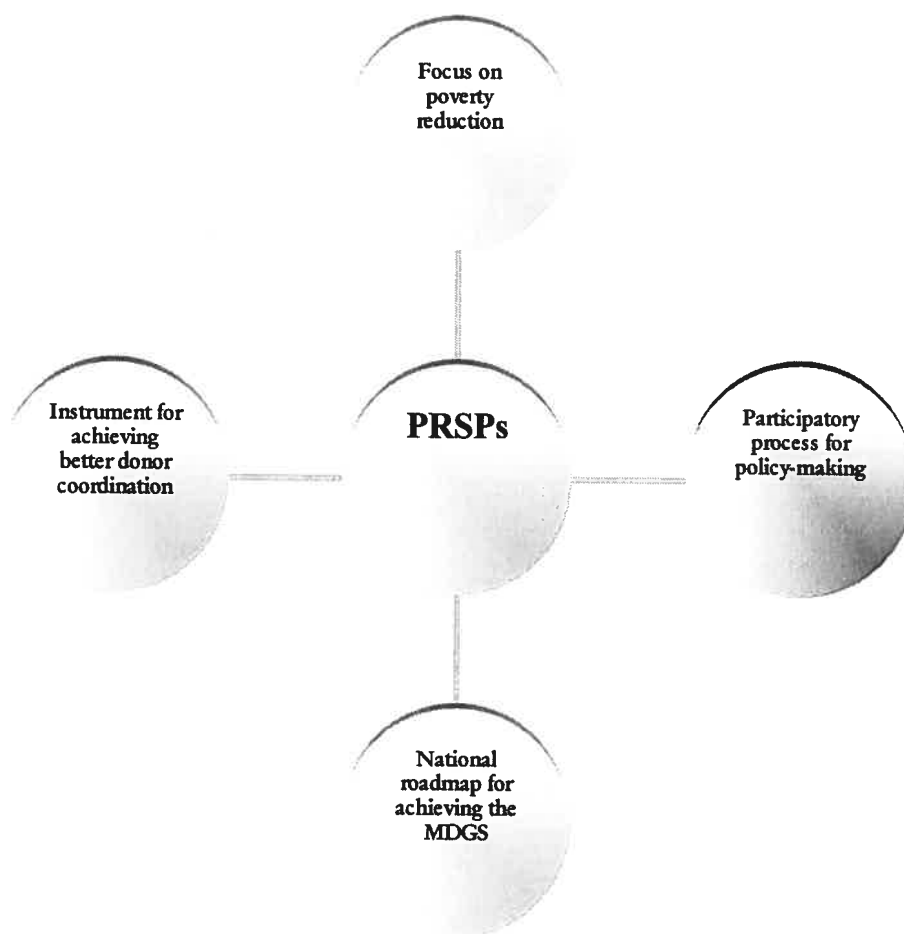 Focus on
poverty
reduction
Instrument for
achieving
better donor
coordination
PRSPs
Participatory
process for
policy-making
National
roadmap for
achieving the
MDGS